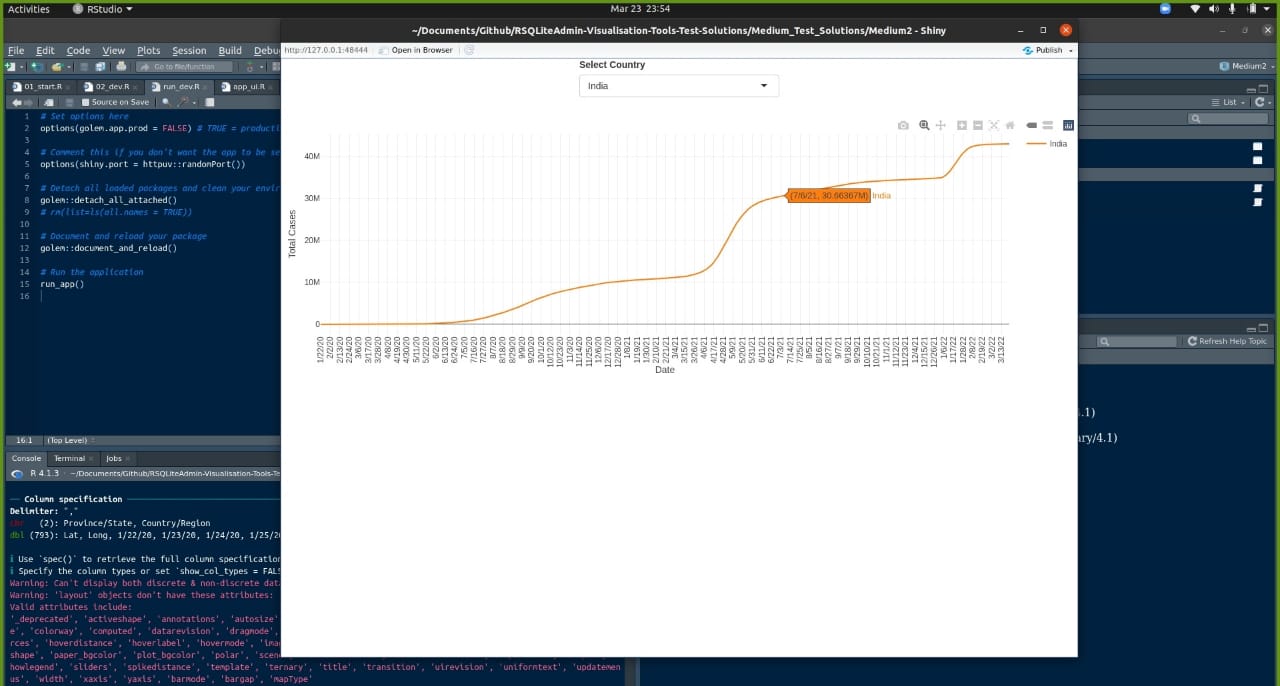 Activities
RStudio
Mar 23 23:54
~/Documents/Github/RSQLiteAdmin-Visualisation-Tools-Test-Solutions/Medium_Test_Solutions/Medium2 - Shiny
File Edit Code View Plots Session Build Debu
http://127.0.0.1:48444
Open in Browser
Publish
Go to file/function
Medium2
Select Country
India
01_start.R
02_dev.R
run_dev.R
app_ui.R
Source on Save
List
1 # Set options here
2 options(golem.app.prod = FALSE) # TRUE = producti
3
4 # Comment this if you don't want the app to be se
5 options(shiny.port = httpuv::randomPort())
6
7 # Detach all loaded packages and clean your envir
8 golem::detach_all_attached()
9 # rm(list=ls(all.names = TRUE))
10
11 # Document and reload your package
12 golem::document_and_reload()
13
14 # Run the application
15 run_app()
16
India
40M
30M
20M
10M
0
Total Cases
(7/6/21, 30.66367M)
India
1/22/20 2/2/20 2/13/20 2/24/20 3/6/20 3/17/20 3/28/20 4/8/20 4/19/20 4/30/20 5/11/20 5/22/20 6/2/20 6/13/20 6/24/20 7/5/20 7/16/20 7/27/20 8/7/20 8/18/20 8/29/20 9/9/20 9/20/20 10/1/20 10/12/20 10/23/20 11/3/20 11/14/20 11/25/20 12/6/20 12/17/20 12/28/20 1/8/21 1/19/21 1/30/21 2/10/21 2/21/21 3/4/21 3/15/21 3/26/21 4/6/21 4/17/21 4/28/21 5/9/21 5/20/21 5/31/21 6/11/21 6/22/21 7/3/21 7/14/21 7/25/21 8/5/21 8/16/21 8/27/21 9/7/21 9/18/21 9/29/21 10/10/21 10/21/21 11/1/21 11/12/21 11/23/21 12/4/21 12/15/21 12/26/21 1/6/22 1/17/22 1/28/22 2/8/22 2/19/22 3/2/22 3/13/22
Date
Refresh Help Topic
.1)
ary/4.1)
16:1
(Top Level)
Console
Terminal
Jobs
R 4.1.3 · ~/Documents/Github/RSQLiteAdmin-Visualisation-Tools-Te
Column specification
Delimiter: ","
chr (2): Province/State, Country/Region
dbl (793): Lat, Long, 1/22/20, 1/23/20, 1/24/20, 1/25/20
i Use `spec()` to retrieve the full column specification
i Specify the column types or set `show_col_types = FALS
Warning: Can't display both discrete & non-discrete dat
Warning: 'layout' objects don't have these attributes:
Valid attributes include:
'_deprecated', 'activeshape', 'annotations', 'autosize'
e', 'colorway', 'computed', 'datarevision', 'dragmode',
rces', 'hoverdistance', 'hoverlabel', 'hovermode', 'ima
shape', 'paper_bgcolor', 'plot_bgcolor', 'polar', 'scen
howlegend', 'sliders', 'spikedistance', 'template', 'ternary', 'title', 'transition', 'uirevision', 'uniformtext', 'updatemen
us', 'width', 'xaxis', 'yaxis', 'barmode', 'bargap', 'mapType'